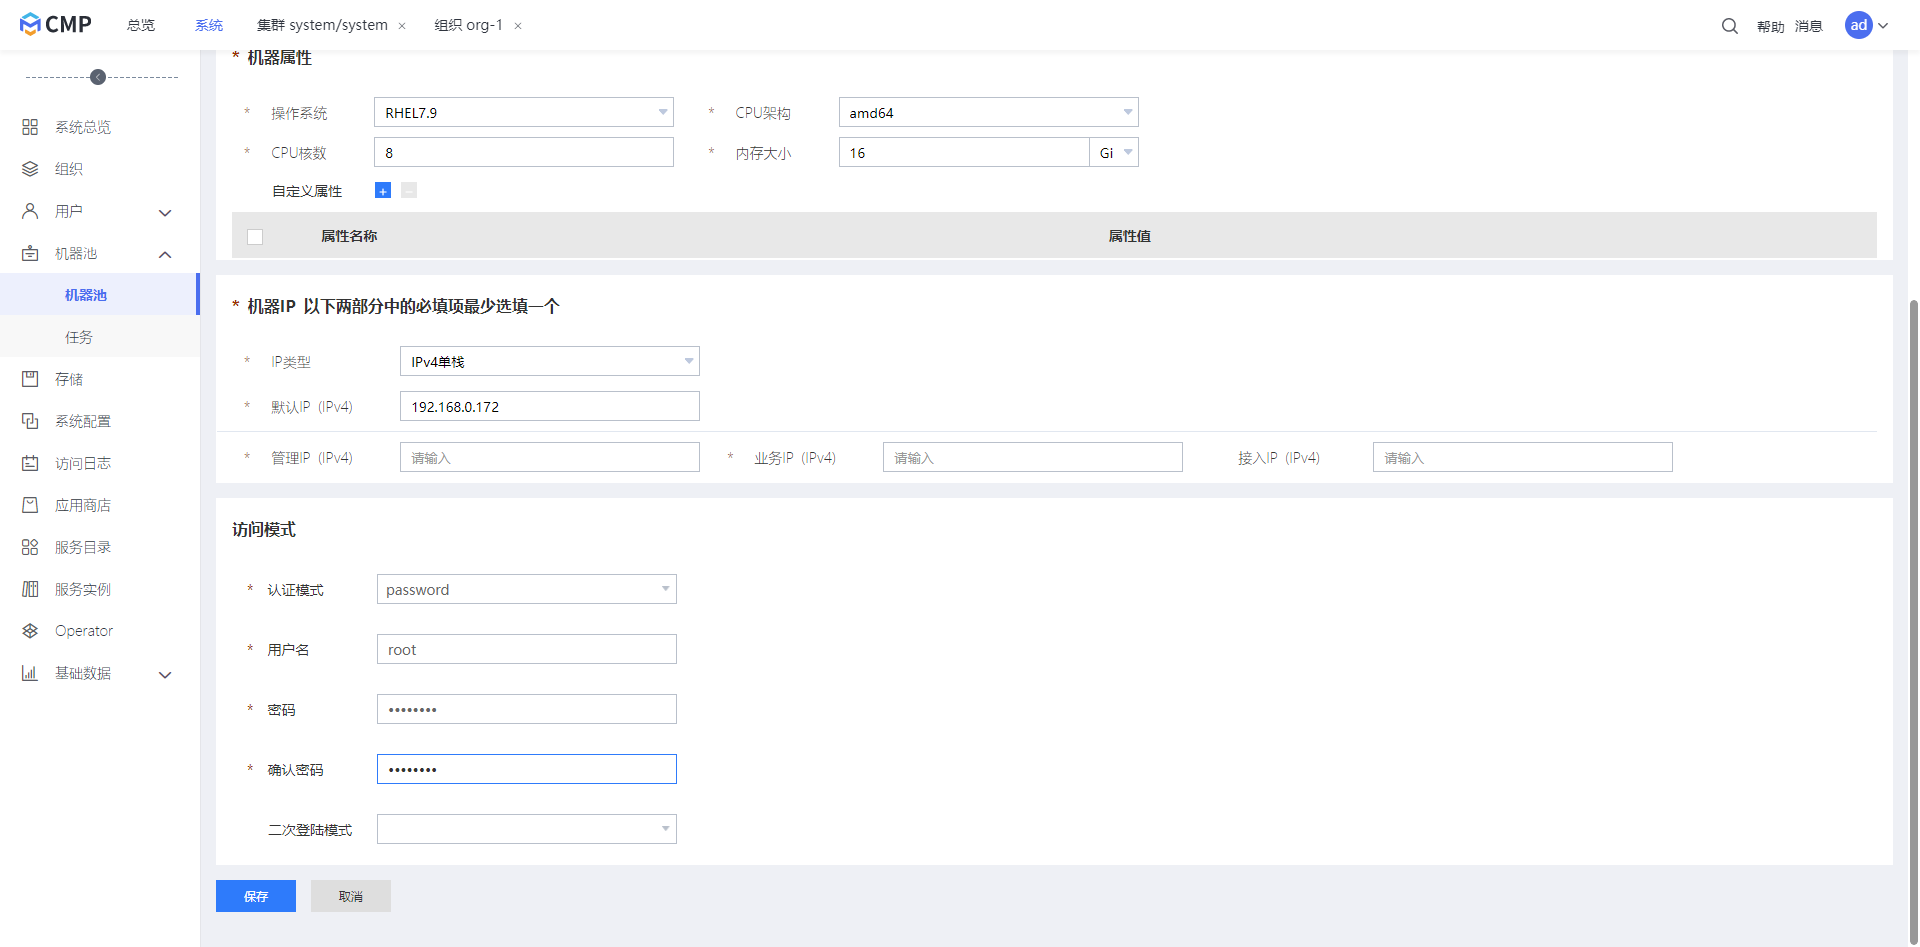 CMP 总览 系统 集群 system/system × 组织 org-1 × 帮助 消息 ad
系统总览
组织
用户
机器池
机器池
任务
存储
系统配置
访问日志
应用商店
服务目录
服务实例
Operator
基础数据
* 机器属性
* 操作系统 RHEL7.9 * CPU架构 amd64
* CPU核数 8 * 内存大小 16 Gi
自定义属性 + -
属性名称 属性值
* 机器IP 以下两部分中的必填项最少选填一个
* IP类型 IPv4单栈
* 默认IP (IPv4) 192.168.0.172
* 管理IP (IPv4) 请输入 * 业务IP (IPv4) 请输入 接入IP (IPv4) 请输入
访问模式
* 认证模式 password
* 用户名 root
* 密码 ••••••••
* 确认密码 ••••••••
二次登陆模式
保存 取消